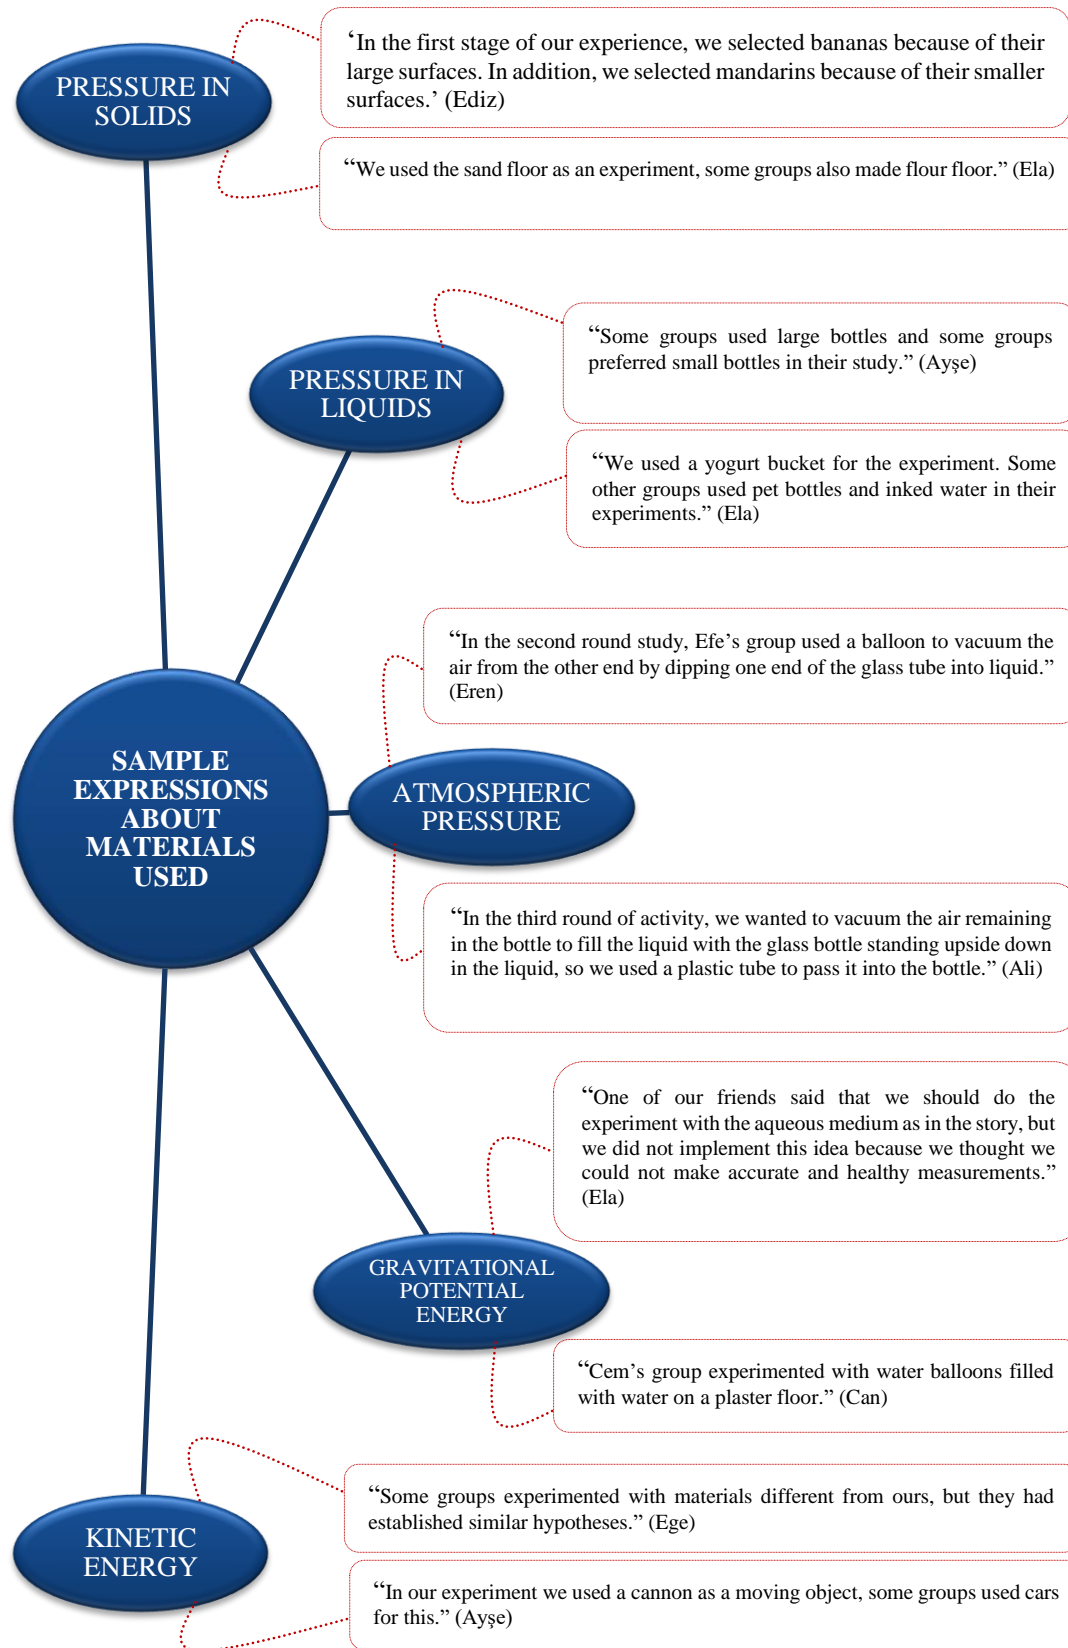 PRESSURE IN
SOLIDS
‘In the first stage of our experience, we selected bananas because of their
large surfaces. In addition, we selected mandarins because of their smaller
surfaces.’ (Ediz)
“We used the sand floor as an experiment, some groups also made flour floor.” (Ela)
PRESSURE IN
LIQUIDS
“Some groups used large bottles and some groups
preferred small bottles in their study.” (Ayşe)
“We used a yogurt bucket for the experiment. Some
other groups used pet bottles and inked water in their
experiments.” (Ela)
SAMPLE
EXPRESSIONS
ABOUT
MATERIALS
USED
“In the second round study, Efe’s group used a balloon to vacuum the
air from the other end by dipping one end of the glass tube into liquid.”
(Eren)
ATMOSPHERIC
PRESSURE
“In the third round of activity, we wanted to vacuum the air remaining
in the bottle to fill the liquid with the glass bottle standing upside down
in the liquid, so we used a plastic tube to pass it into the bottle.” (Ali)
“One of our friends said that we should do the
experiment with the aqueous medium as in the story, but
we did not implement this idea because we thought we
could not make accurate and healthy measurements.”
(Ela)
GRAVITATIONAL
POTENTIAL
ENERGY
“Cem’s group experimented with water balloons filled
with water on a plaster floor.” (Can)
“Some groups experimented with materials different from ours, but they had
established similar hypotheses.” (Ege)
KINETIC
ENERGY
“In our experiment we used a cannon as a moving object, some groups used cars
for this.” (Ayşe)